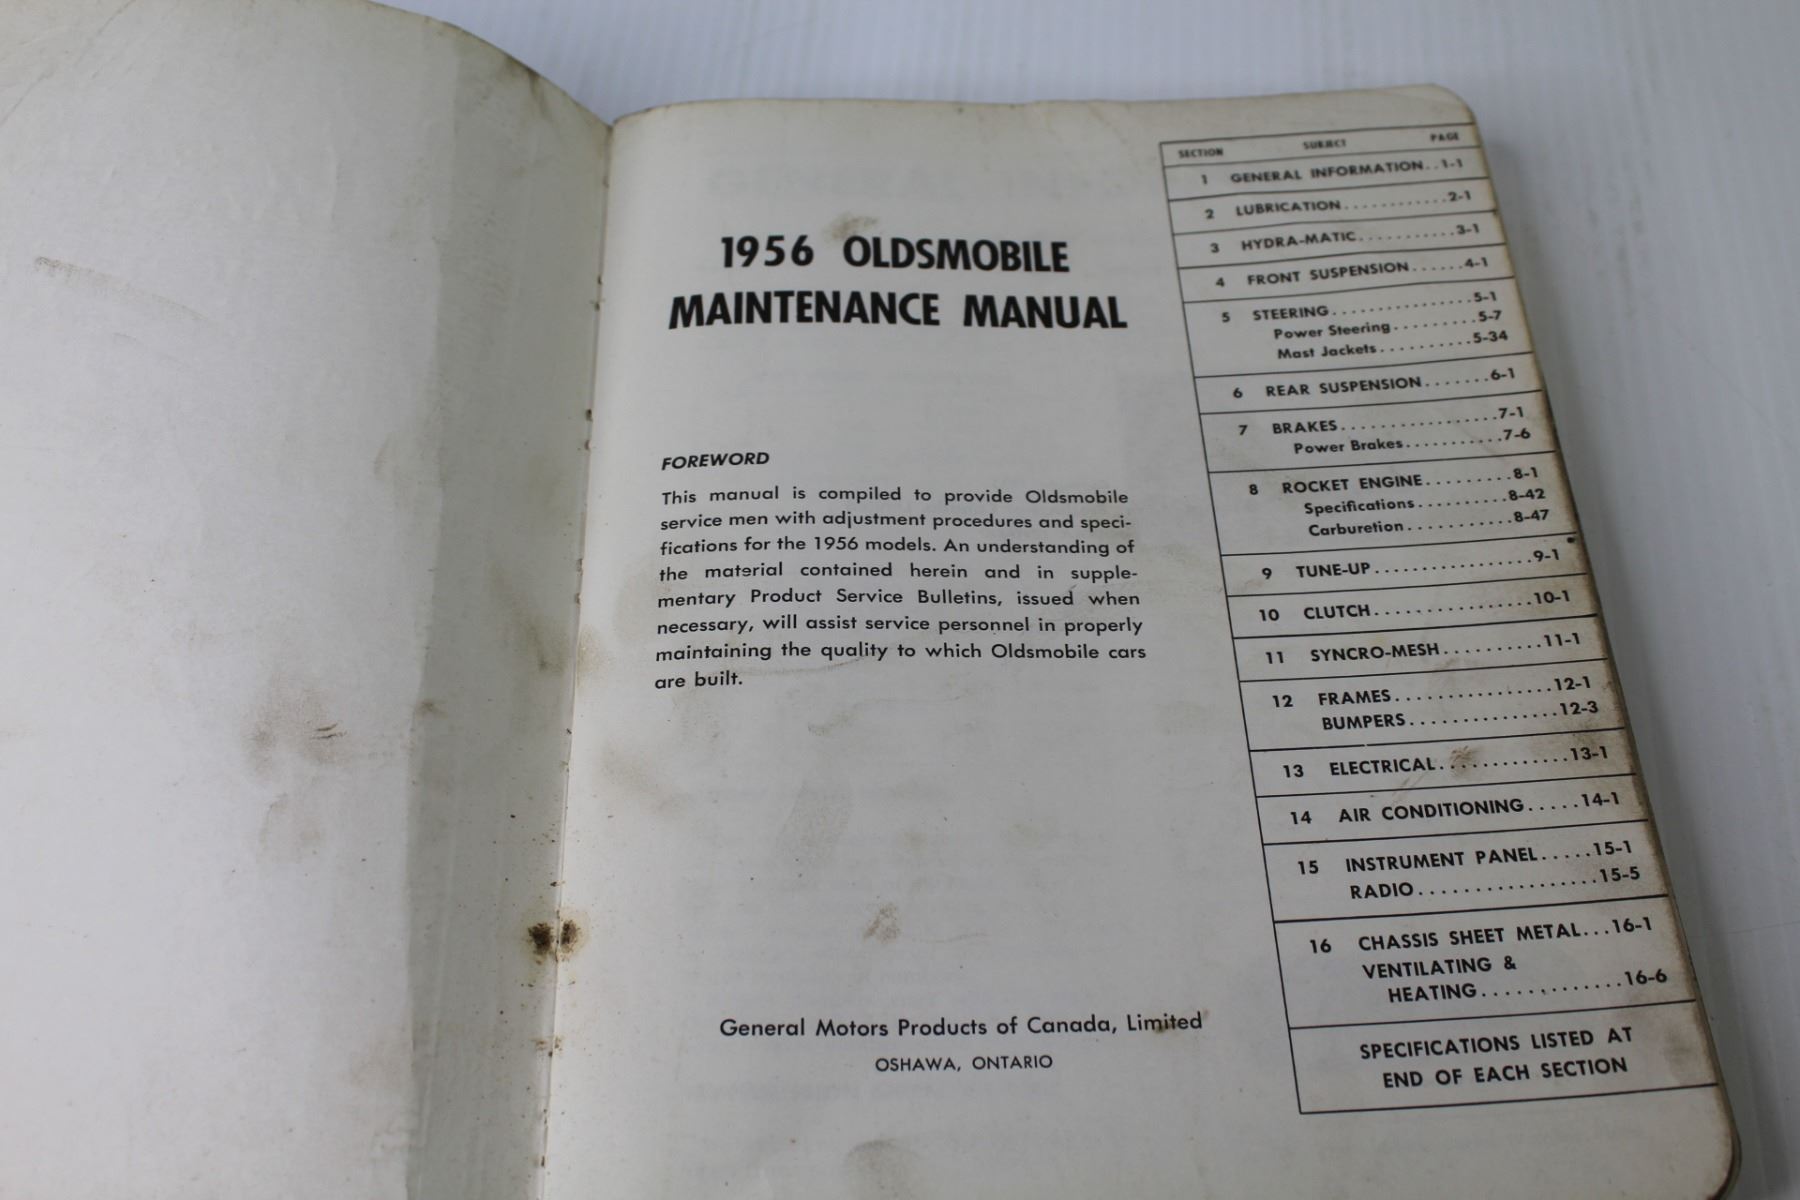 1956 OLDSMOBILE
MAINTENANCE MANUAL
FOREWORD
This manual is compiled to provide Oldsmobile
service men with adjustment procedures and speci-
fications for the 1956 models. An understanding of
the material contained herein and in supple-
mentary Product Service Bulletins, issued when
necessary, will assist service personnel in properly
maintaining the quality to which Oldsmobile cars
are built.
General Motors Products of Canada, Limited
OSHAWA, ONTARIO
SECTION SUBJECT PAGE
1 GENERAL INFORMATION..1-1
2 LUBRICATION............2-1
3 HYDRA-MATIC...........3-1
4 FRONT SUSPENSION......4-1
5 STEERING................5-1
Power Steering.........5-7
Mast Jackets..........5-34
6 REAR SUSPENSION.......6-1
7 BRAKES................7-1
Power Brakes..........7-6
8 ROCKET ENGINE.........8-1
Specifications.........8-42
Carburetion...........8-47
9 TUNE-UP...............9-1
10 CLUTCH...............10-1
11 SYNCRO-MESH..........11-1
12 FRAMES...............12-1
BUMPERS..............12-3
13 ELECTRICAL............13-1
14 AIR CONDITIONING.....14-1
15 INSTRUMENT PANEL.....15-1
RADIO.................15-5
16 CHASSIS SHEET METAL...16-1
VENTILATING &
HEATING.............16-6
SPECIFICATIONS LISTED AT
END OF EACH SECTION